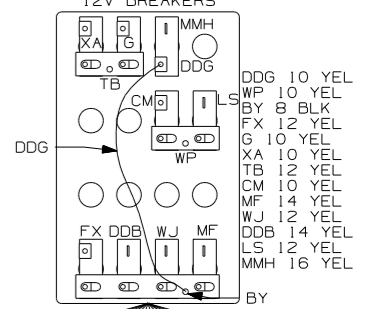 12V BREAKERS
MMH
XA G
DDG
TB
CM LS
DDG
WP
FX DDB WJ MF
BY
DDG 10 YEL
WP 10 YEL
BY 8 BLK
FX 12 YEL
G 10 YEL
XA 10 YEL
TB 12 YEL
CM 10 YEL
MF 14 YEL
WJ 12 YEL
DDB 14 YEL
LS 12 YEL
MMH 16 YEL